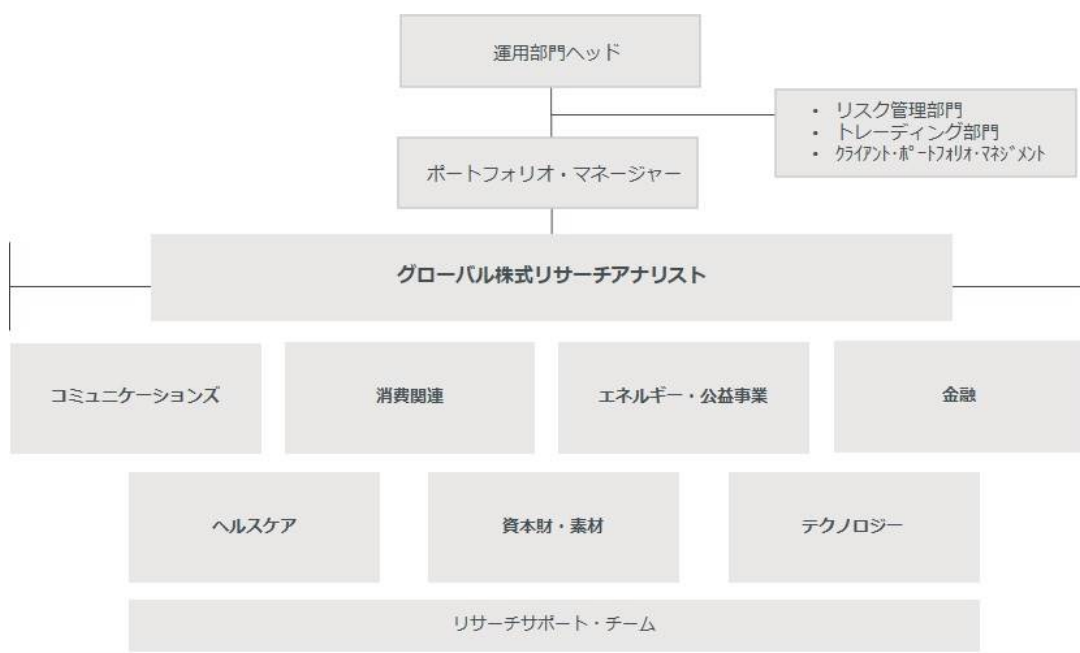 運用部門ヘッド
・ リスク管理部門
・ トレーディング部門
・ クライアント・ポートフォリオ・マネジメント
ポートフォリオ・マネージャー
グローバル株式リサーチアナリスト
コミュニケーションズ
消費関連
エネルギー・公益事業
金融
ヘルスケア
資本財・素材
テクノロジー
リサーチサポート・チーム